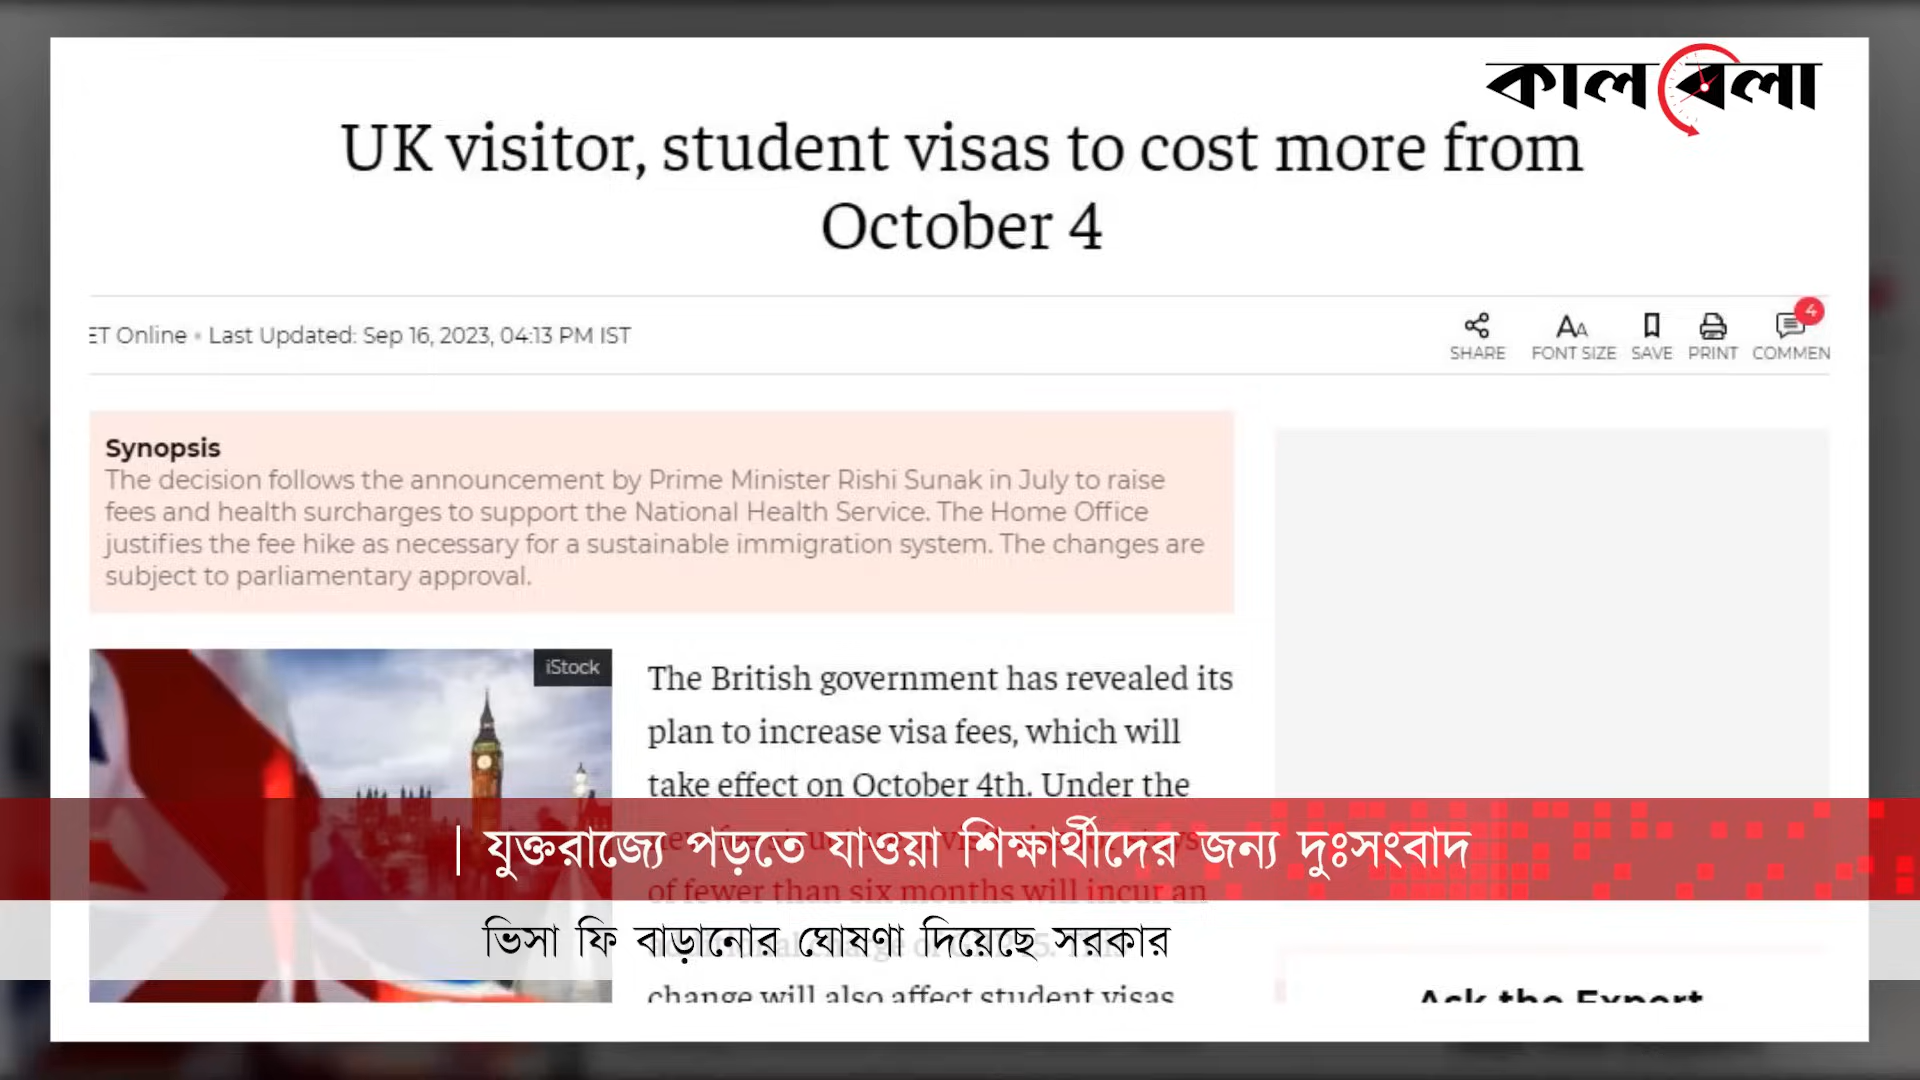 কালবেলা
UK visitor, student visas to cost more from
October 4
ET Online • Last Updated: Sep 16, 2023, 04:13 PM IST
SHARE
FONT SIZE
SAVE
PRINT
4
COMMEN
Synopsis
The decision follows the announcement by Prime Minister Rishi Sunak in July to raise
fees and health surcharges to support the National Health Service. The Home Office
justifies the fee hike as necessary for a sustainable immigration system. The changes are
subject to parliamentary approval.
iStock
The British government has revealed its
plan to increase visa fees, which will
take effect on October 4th. Under the
of fewer than six months will incur an
change will also affect student visas
| যুক্তরাজ্যে পড়তে যাওয়া শিক্ষার্থীদের জন্য দুঃসংবাদ
ভিসা ফি বাড়ানোর ঘোষণা দিয়েছে সরকার
Ask the Expert